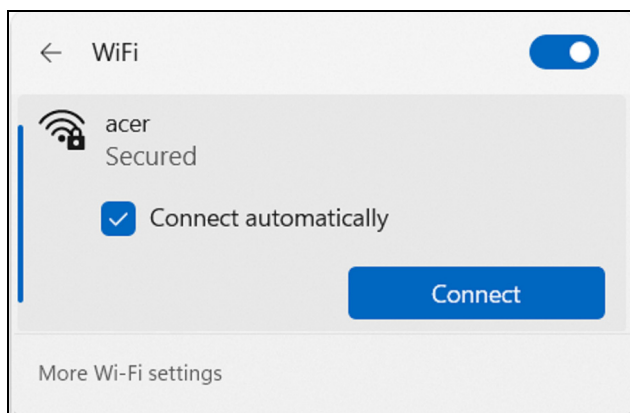 WiFi
acer
Secured
Connect automatically
Connect
More Wi-Fi settings